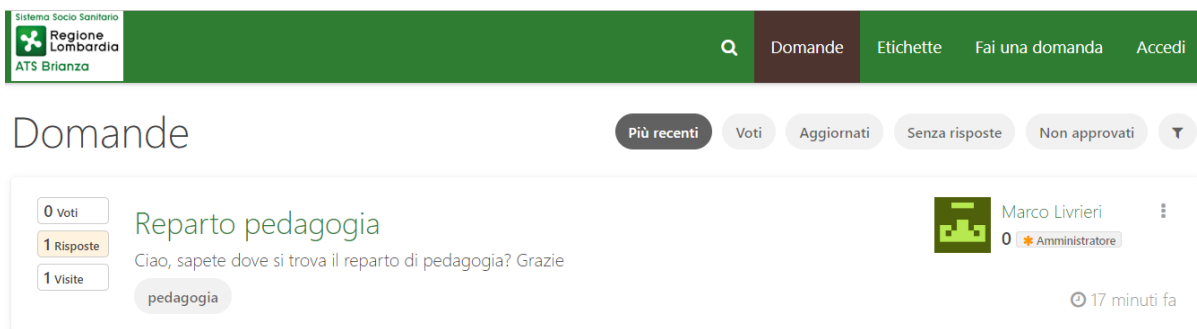 Sistema Socio Sanitario
Regione
Lombardia
ATS Brianza
Domande
Etichette
Fai una domanda
Accedi
Domande
Più recenti
Voti
Aggiornati
Senza risposte
Non approvati
0 Voti
1 Risposte
1 Visite
Reparto pedagogia
Ciao, sapete dove si trova il reparto di pedagogia? Grazie
pedagogia
Marco Livrieri
0 Amministratore
17 minuti fa